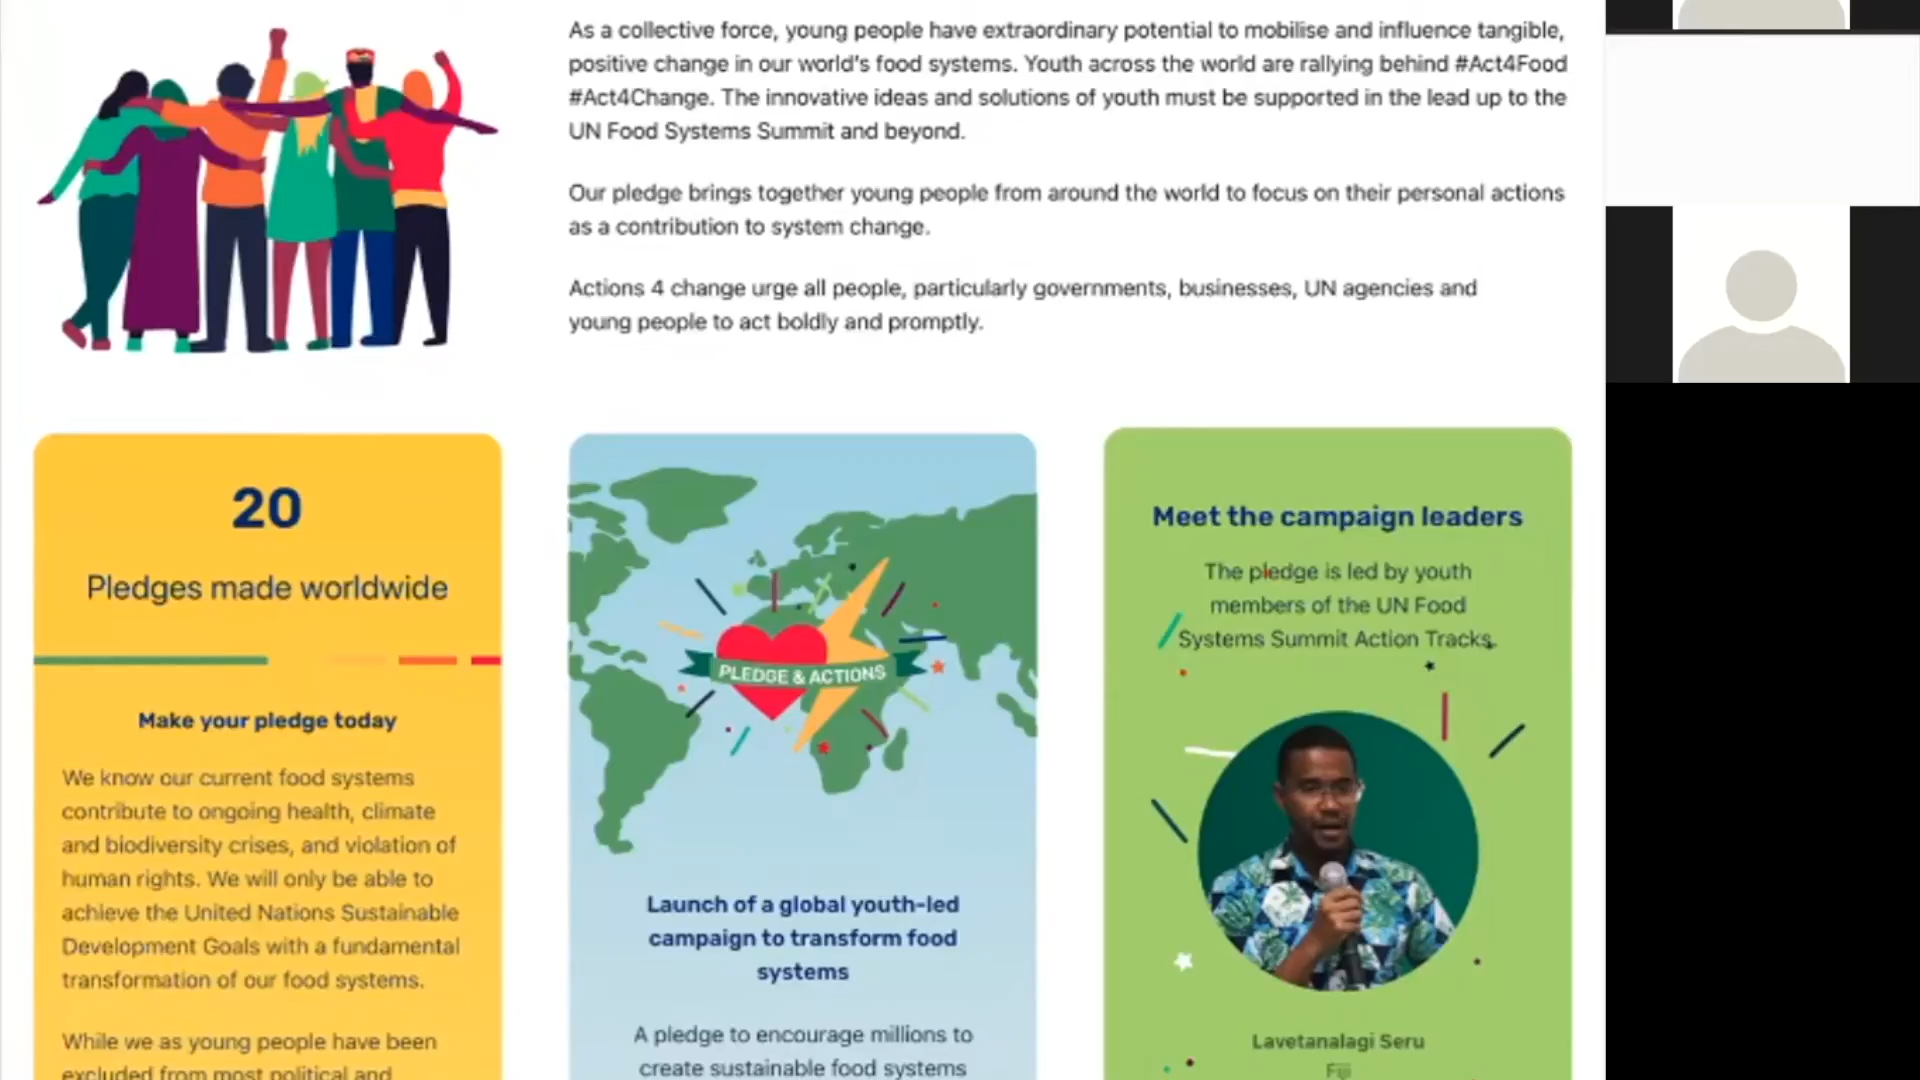 As a collective force, young people have extraordinary potential to mobilise and influence tangible,
positive change in our world's food systems. Youth across the world are rallying behind #Act4Food
#Act4Change. The innovative ideas and solutions of youth must be supported in the lead up to the
UN Food Systems Summit and beyond.
Our pledge brings together young people from around the world to focus on their personal actions
as a contribution to system change.
Actions 4 change urge all people, particularly governments, businesses, UN agencies and
young people to act boldly and promptly.
20
Pledges made worldwide
Make your pledge today
We know our current food systems
contribute to ongoing health, climate
and biodiversity crises, and violation of
human rights. We will only be able to
achieve the United Nations Sustainable
Development Goals with a fundamental
transformation of our food systems.
While we as young people have been
excluded from most political and
PLEDGE & ACTIONS
Launch of a global youth-led
campaign to transform food
systems
A pledge to encourage millions to
create sustainable food systems
Meet the campaign leaders
The pledge is led by youth
members of the UN Food
Systems Summit Action Tracks.
Lavetanalagi Seru
Fiji